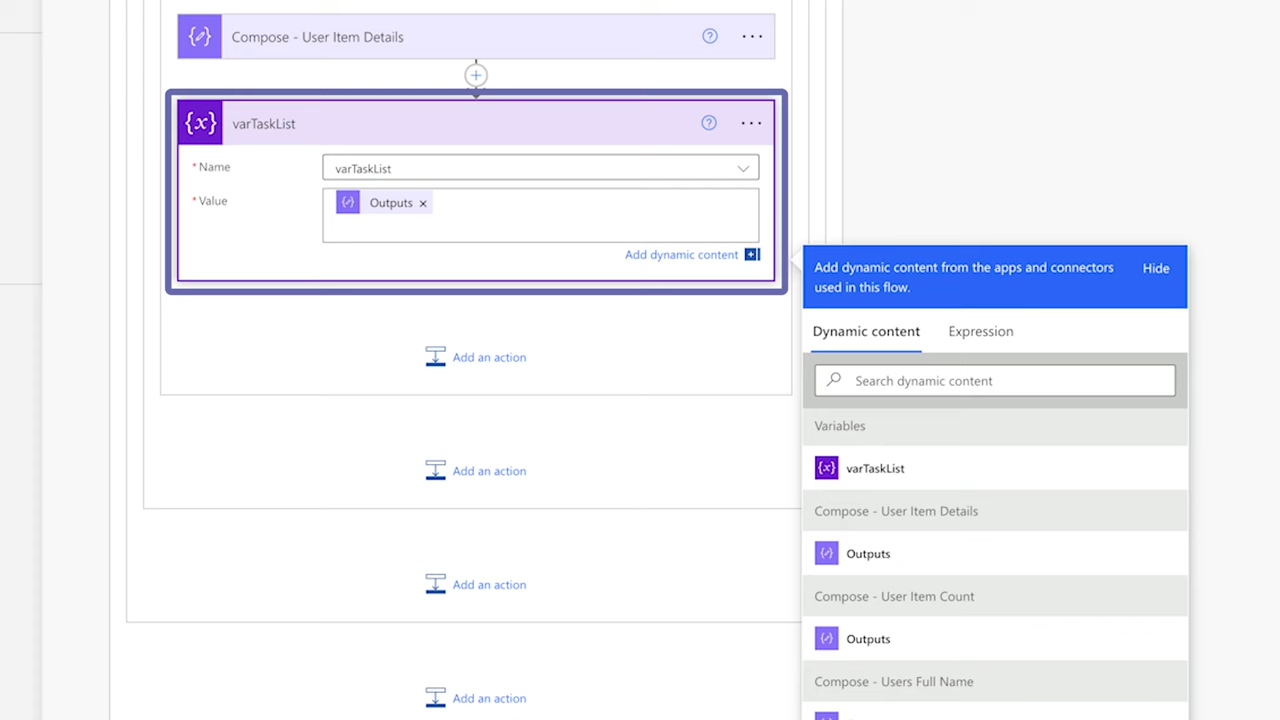 Compose - User Item Details
{x} varTaskList
* Name
varTaskList
* Value
Outputs ×
Add dynamic content
Add an action
Add an action
Add an action
Add an action
Add dynamic content from the apps and connectors
used in this flow.
Hide
Dynamic content
Expression
Search dynamic content
Variables
{x} varTaskList
Compose - User Item Details
Outputs
Compose - User Item Count
Outputs
Compose - Users Full Name